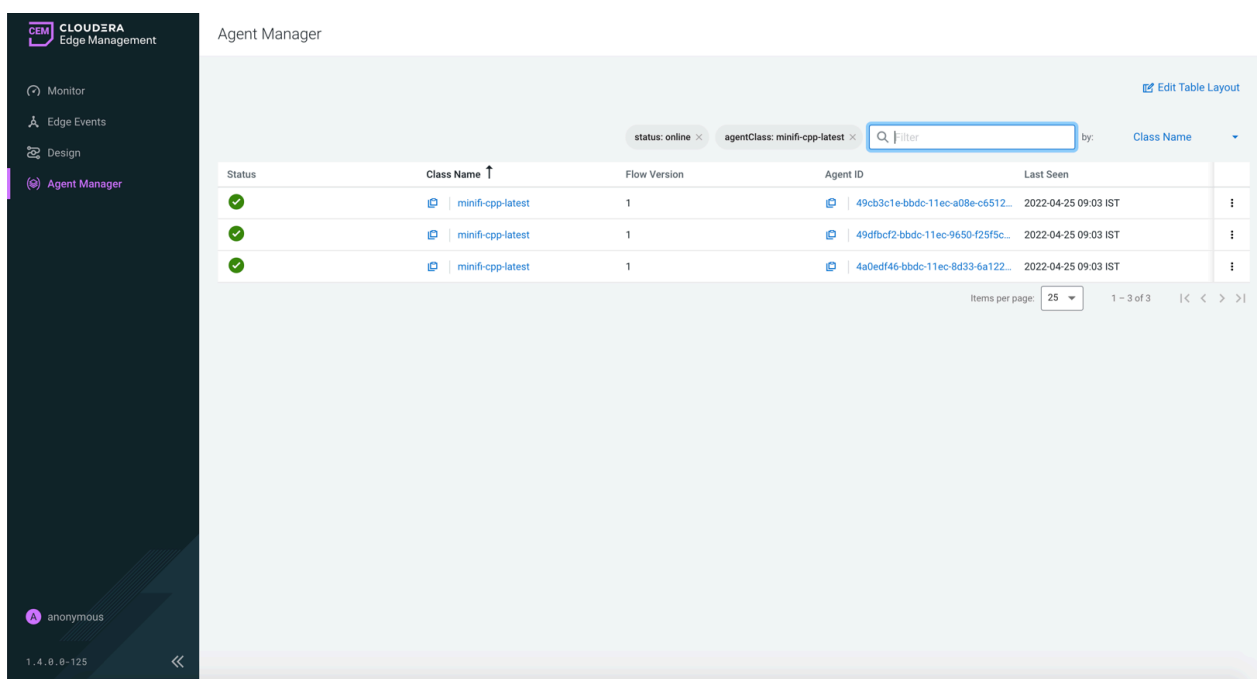 CEM CLOUDERA
Edge Management
Agent Manager
Monitor
Edge Events
Design
Agent Manager
Edit Table Layout
status: online × agentClass: minifi-cpp-latest × Filter by: Class Name
Status Class Name Flow Version Agent ID Last Seen
minifi-cpp-latest 1 49cb3c1e-bbdc-11ec-a08e-c6512... 2022-04-25 09:03 IST
minifi-cpp-latest 1 49dfbcf2-bbdc-11ec-9650-f25f5c... 2022-04-25 09:03 IST
minifi-cpp-latest 1 4a0edf46-bbdc-11ec-8d33-6a122... 2022-04-25 09:03 IST
Items per page: 25 1 – 3 of 3
A anonymous
1.4.0.0-125